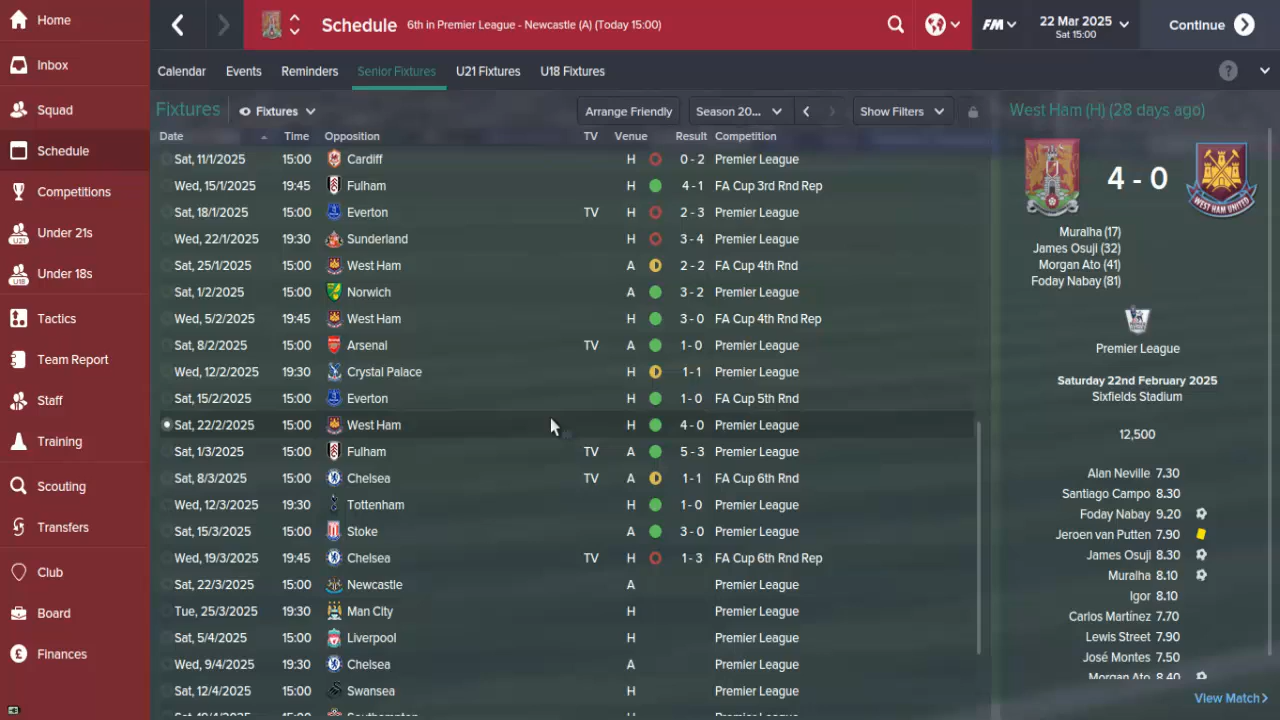 Home
Inbox
Squad
Schedule
Competitions
U21
Under 21s
U18
Under 18s
Tactics
Team Report
Staff
Training
Scouting
Transfers
Club
Board
Finances
Schedule 6th in Premier League - Newcastle (A) (Today 15:00)
FM
22 Mar 2025
Sat 15:00
Continue
Calendar Events Reminders Senior Fixtures U21 Fixtures U18 Fixtures
?
Fixtures Fixtures Arrange Friendly Season 20... Show Filters
Date Time Opposition TV Venue Result Competition
Sat, 11/1/2025 15:00 Cardiff H 0 - 2 Premier League
Wed, 15/1/2025 19:45 Fulham H 4 - 1 FA Cup 3rd Rnd Rep
Sat, 18/1/2025 15:00 Everton TV H 2 - 3 Premier League
Wed, 22/1/2025 19:30 Sunderland H 3 - 4 Premier League
Sat, 25/1/2025 15:00 West Ham A 2 - 2 FA Cup 4th Rnd
Sat, 1/2/2025 15:00 Norwich A 3 - 2 Premier League
Wed, 5/2/2025 19:45 West Ham H 3 - 0 FA Cup 4th Rnd Rep
Sat, 8/2/2025 15:00 Arsenal TV A 1 - 0 Premier League
Wed, 12/2/2025 19:30 Crystal Palace H 1 - 1 Premier League
Sat, 15/2/2025 15:00 Everton A 1 - 0 FA Cup 5th Rnd
Sat, 22/2/2025 15:00 West Ham H 4 - 0 Premier League
Sat, 1/3/2025 15:00 Fulham TV A 5 - 3 Premier League
Sat, 8/3/2025 15:00 Chelsea TV A 1 - 1 FA Cup 6th Rnd
Wed, 12/3/2025 19:30 Tottenham H 1 - 0 Premier League
Sat, 15/3/2025 15:00 Stoke A 3 - 0 Premier League
Wed, 19/3/2025 19:45 Chelsea TV H 1 - 3 FA Cup 6th Rnd Rep
Sat, 22/3/2025 15:00 Newcastle A Premier League
Tue, 25/3/2025 19:30 Man City H Premier League
Sat, 5/4/2025 15:00 Liverpool H Premier League
Wed, 9/4/2025 19:30 Chelsea A Premier League
Sat, 12/4/2025 15:00 Swansea H Premier League
West Ham (H) (28 days ago)
4 - 0
WEST HAM UNITED
Muralha (17)
James Osuji (32)
Morgan Ato (41)
Foday Nabay (81)
Premier League
Saturday 22nd February 2025
Sixfields Stadium
12,500
Alan Neville 7.30
Santiago Campo 8.30
Foday Nabay 9.20
Jeroen van Putten 7.90
James Osuji 8.30
Muralha 8.10
Igor 8.10
Carlos Martínez 7.70
Lewis Street 7.90
José Montes 7.50
Morgan Ato 8.40
View Match